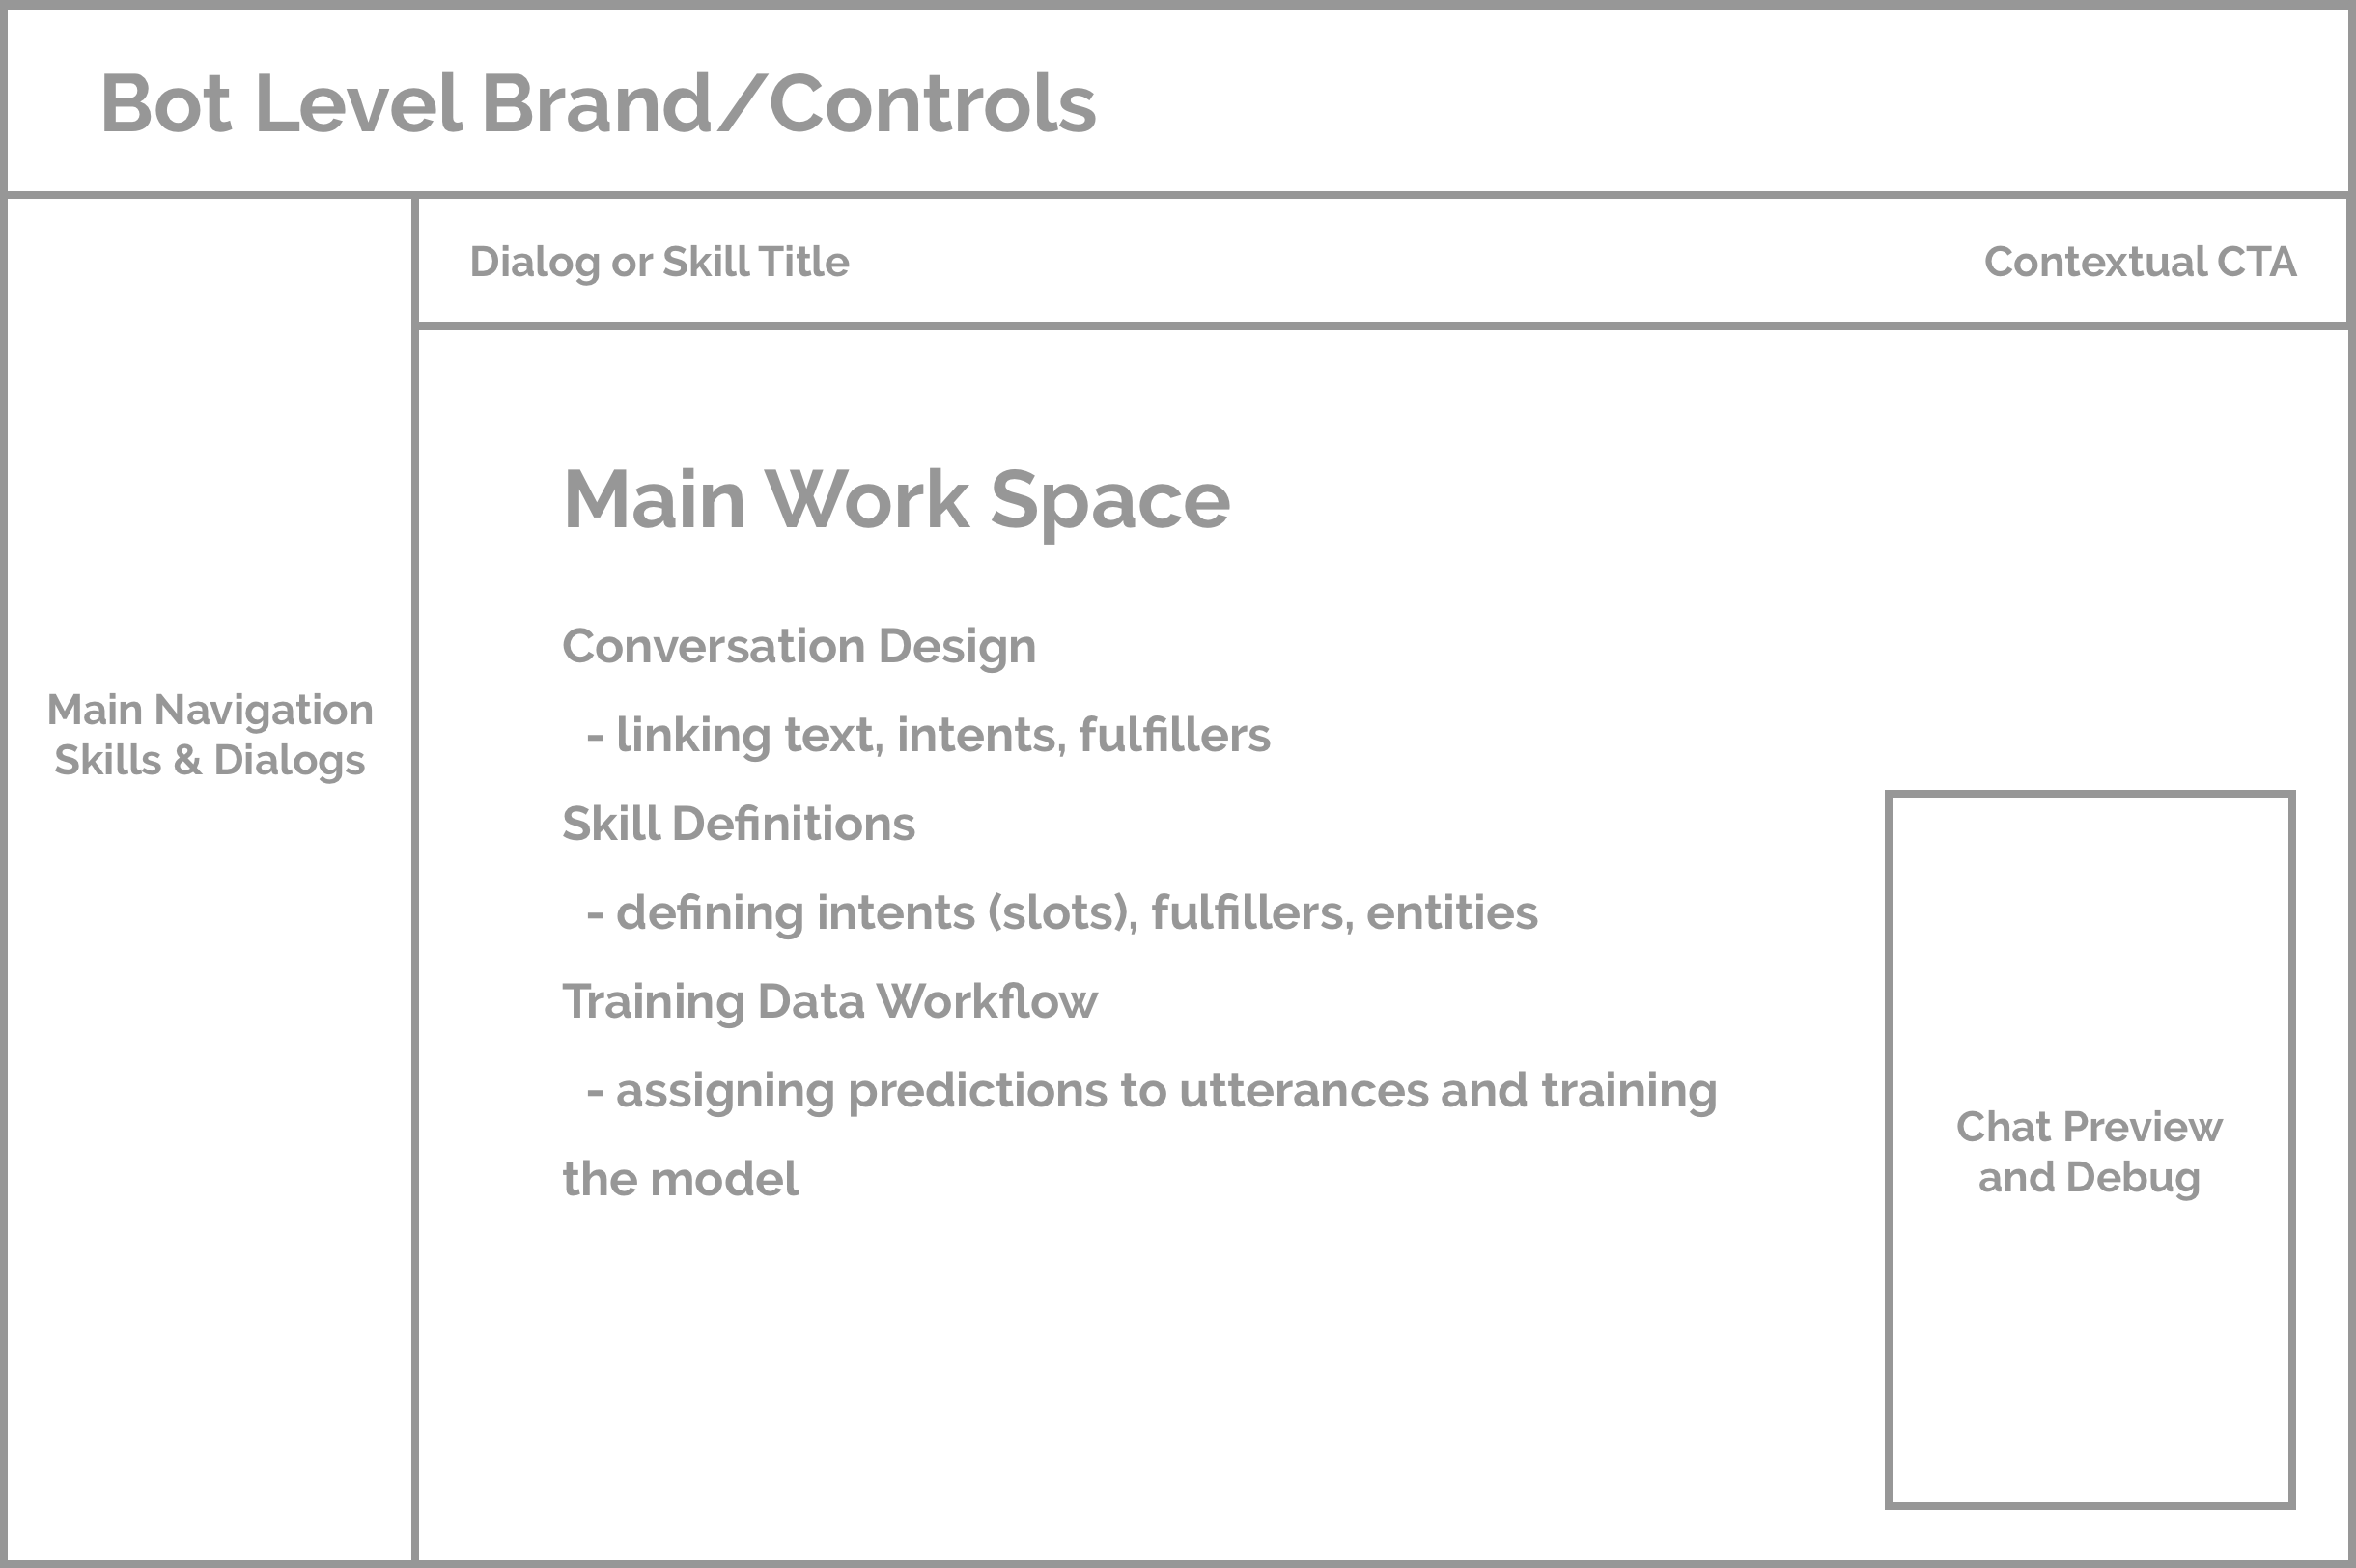 Bot Level Brand/Controls
Dialog or Skill Title
Contextual CTA
Main Navigation
Skills & Dialogs
Main Work Space
Conversation Design
- linking text, intents, fulfillers
Skill Definitions
- defining intents (slots), fulfillers, entities
Training Data Workflow
- assigning predictions to utterances and training
the model
Chat Preview
and Debug